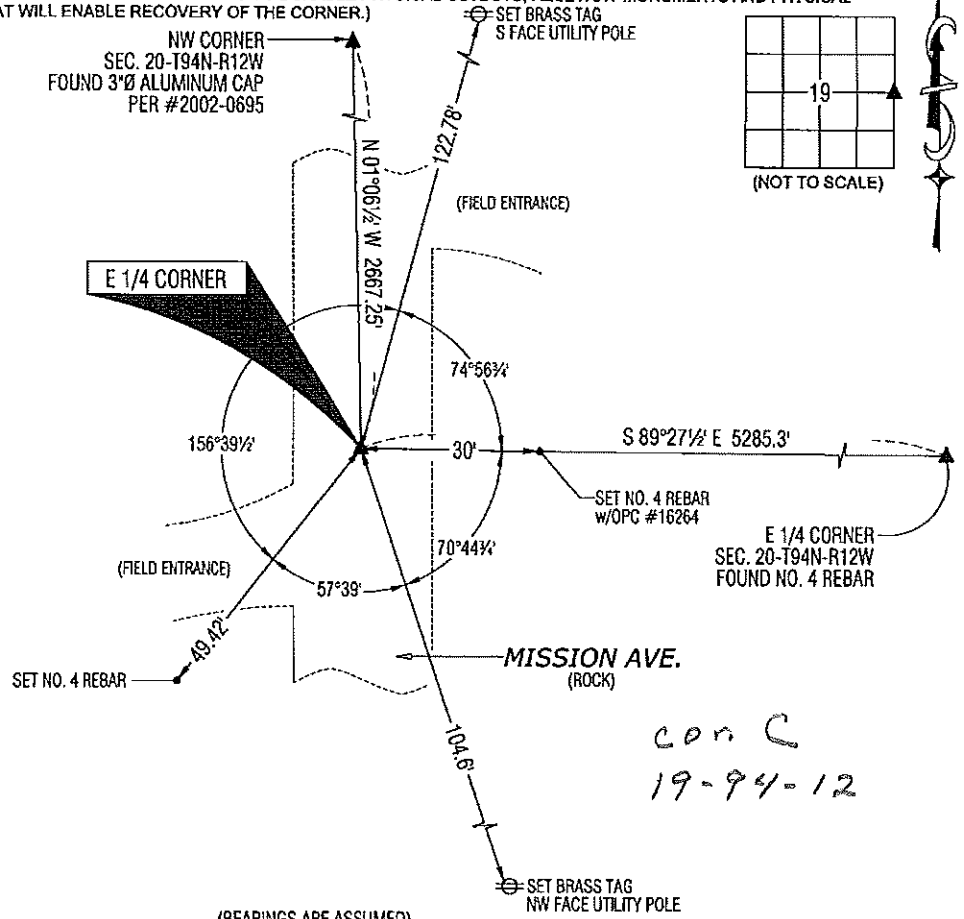 AT WILL ENABLE RECOVERY OF THE CORNER.)
SET BRASS TAG
S FACE UTILITY POLE
NW CORNER
SEC. 20-T94N-R12W
FOUND 3"Ø ALUMINUM CAP
PER #2002-0695
19
(NOT TO SCALE)
122.78'
N 01°06½' W 2667.25'
(FIELD ENTRANCE)
E 1/4 CORNER
74°56¾'
156°39½'
30'
S 89°27½' E 5285.3'
SET NO. 4 REBAR
w/OPC #16264
E 1/4 CORNER
SEC. 20-T94N-R12W
FOUND NO. 4 REBAR
70°44¾'
(FIELD ENTRANCE)
57°39'
49.42'
SET NO. 4 REBAR
MISSION AVE.
(ROCK)
104.6'
con C
19-94-12
SET BRASS TAG
NW FACE UTILITY POLE
(BEARINGS ARE ASSUMED)